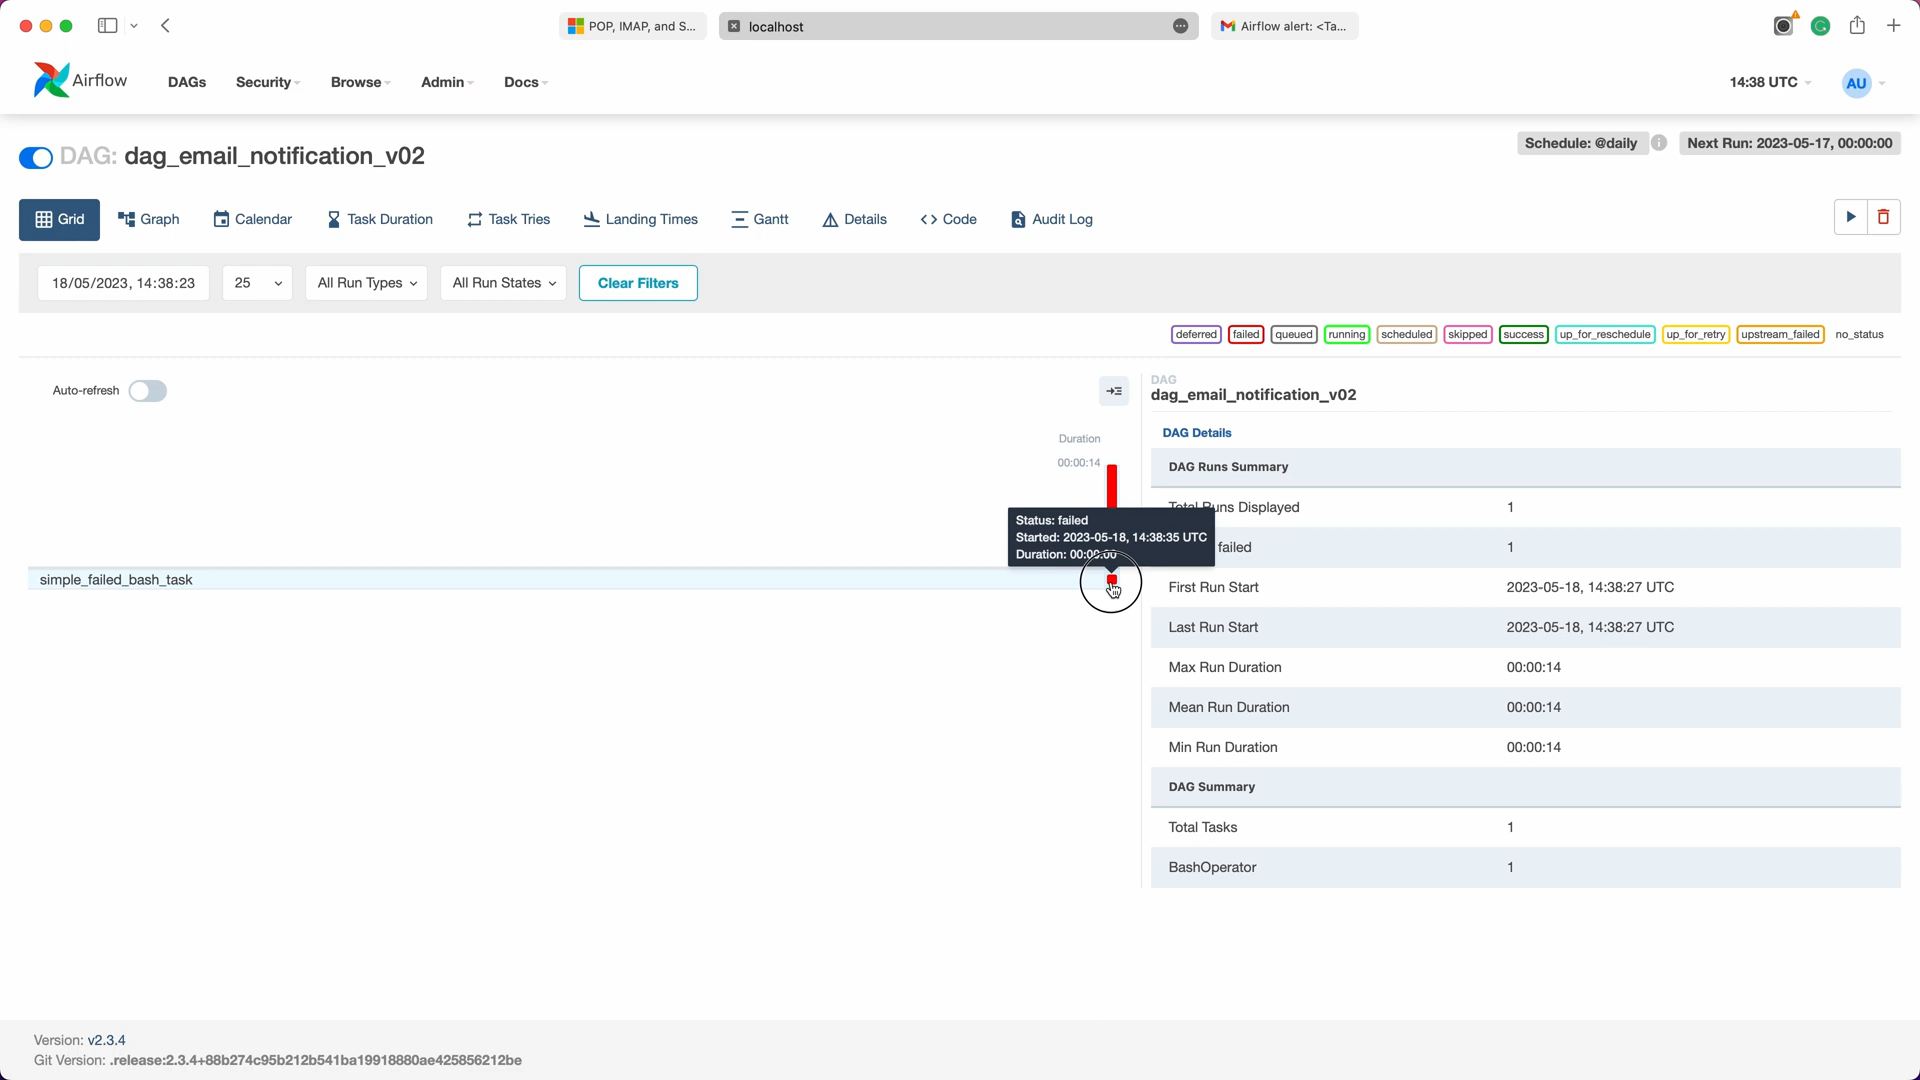 POP, IMAP, and S...
localhost
Airflow alert: <Ta...
Airflow
DAGs
Security
Browse
Admin
Docs
14:38 UTC
AU
DAG: dag_email_notification_v02
Schedule: @daily
Next Run: 2023-05-17, 00:00:00
Grid
Graph
Calendar
Task Duration
Task Tries
Landing Times
Gantt
Details
Code
Audit Log
18/05/2023, 14:38:23
25
All Run Types
All Run States
Clear Filters
deferred
failed
queued
running
scheduled
skipped
success
up_for_reschedule
up_for_retry
upstream_failed
no_status
Auto-refresh
DAG
dag_email_notification_v02
Duration
00:00:14
DAG Details
DAG Runs Summary
Total Runs Displayed 1
Status: failed
Started: 2023-05-18, 14:38:35 UTC
Duration: 00:00:00
failed 1
simple_failed_bash_task
First Run Start 2023-05-18, 14:38:27 UTC
Last Run Start 2023-05-18, 14:38:27 UTC
Max Run Duration 00:00:14
Mean Run Duration 00:00:14
Min Run Duration 00:00:14
DAG Summary
Total Tasks 1
BashOperator 1
Version: v2.3.4
Git Version: .release:2.3.4+88b274c95b212b541ba19918880ae425856212be